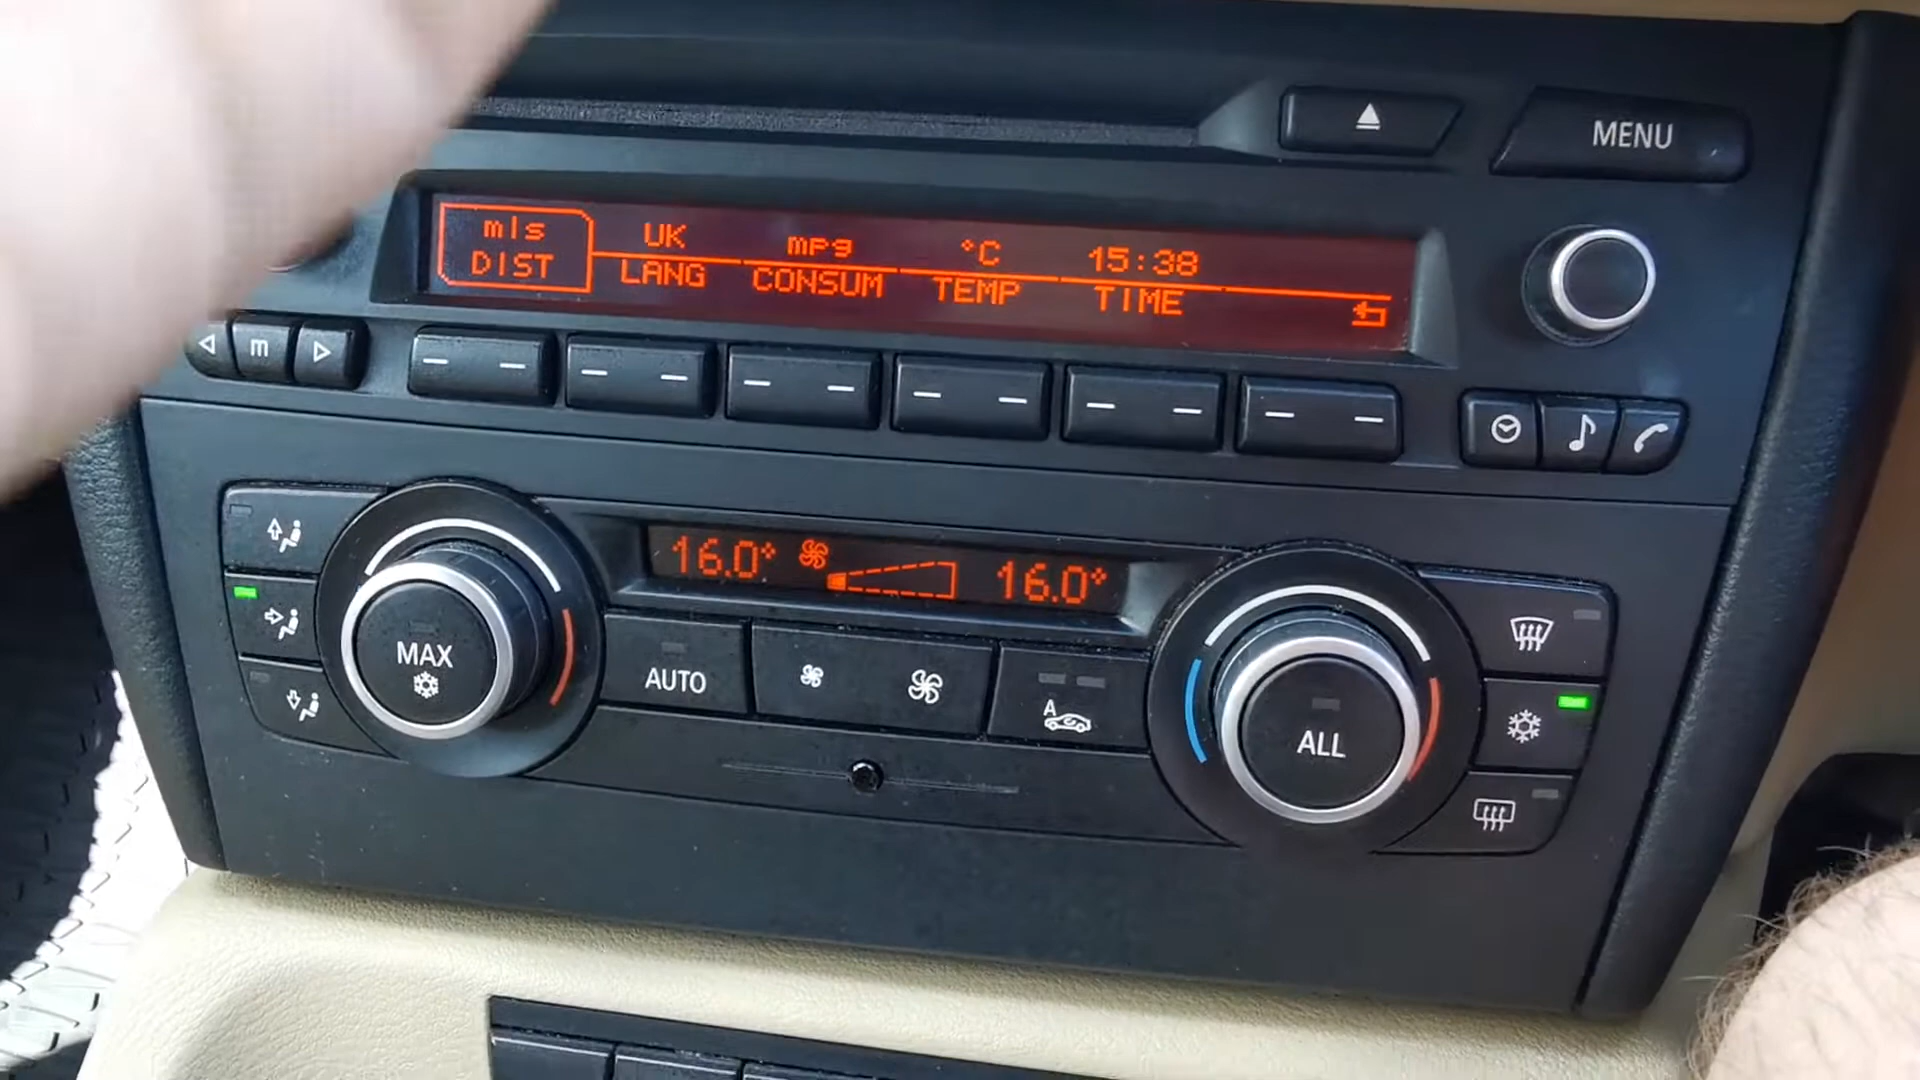 MENU
mls UK mpg °C 15:38
DIST LANG CONSUM TEMP TIME
m
16.0° 16.0°
MAX
AUTO
A
ALL